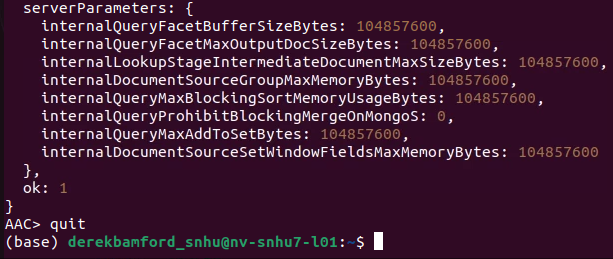 serverParameters: {
internalQueryFacetBufferSizeBytes: 104857600,
internalQueryFacetMaxOutputDocSizeBytes: 104857600,
internalLookupStageIntermediateDocumentMaxSizeBytes: 104857600,
internalDocumentSourceGroupMaxMemoryBytes: 104857600,
internalQueryMaxBlockingSortMemoryUsageBytes: 104857600,
internalQueryProhibitBlockingMergeOnMongoS: 0,
internalQueryMaxAddToSetBytes: 104857600,
internalDocumentSourceSetWindowFieldsMaxMemoryBytes: 104857600
},
ok: 1
}
AAC> quit
(base) derekbamford_snhu@nv-snhu7-l01:~$